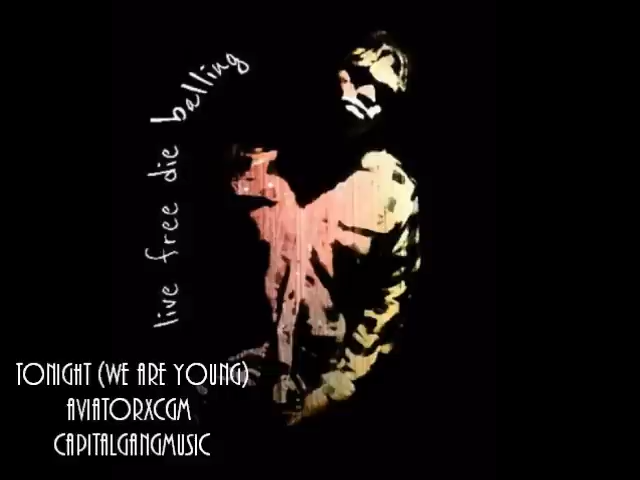 live free die balling
TONIGHT (WE ARE YOUNG)
AVIATORXCGM
CAPITALGANGMUSIC